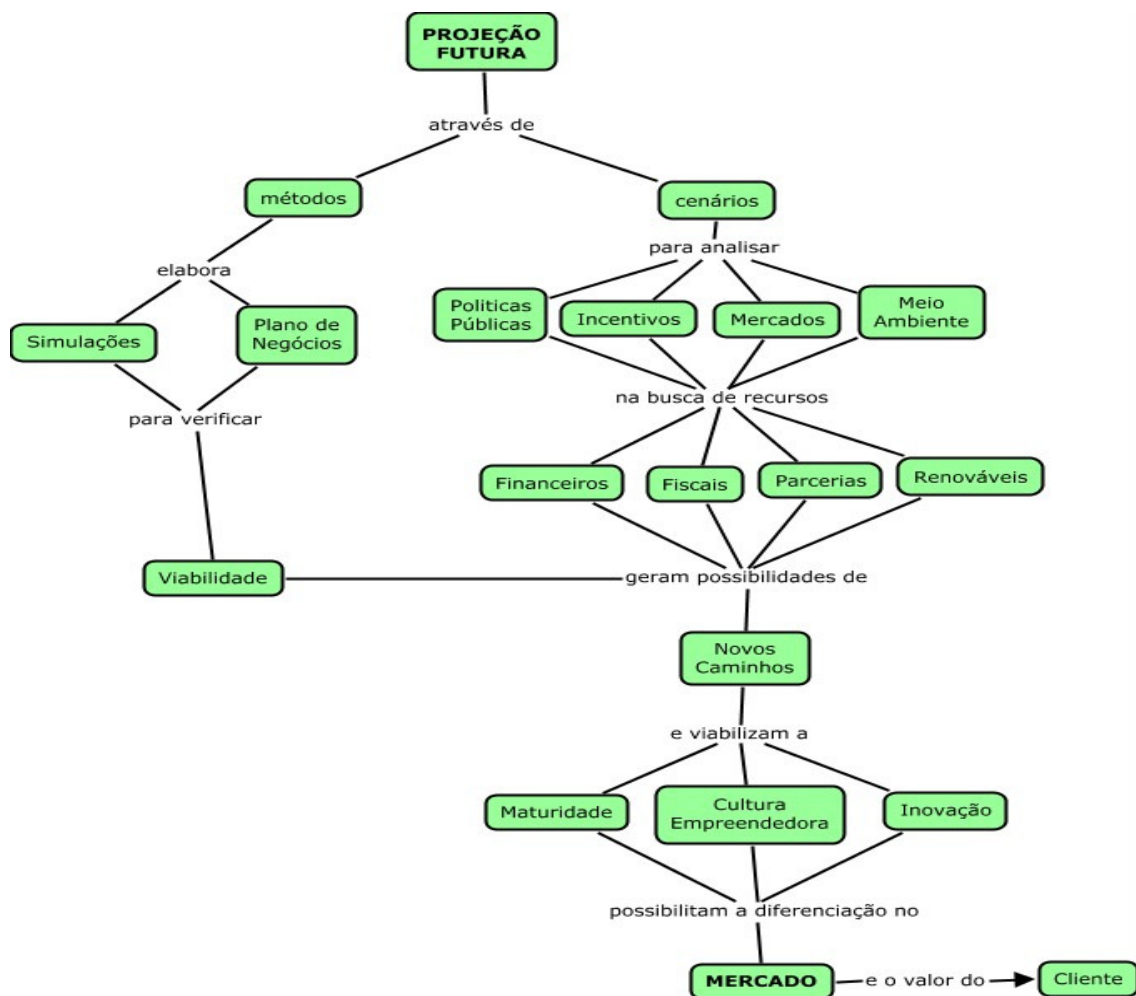 PROJEÇÃO
FUTURA
através de
métodos
cenários
para analisar
elabora
Politicas
Públicas
Incentivos
Mercados
Meio
Ambiente
Simulações
Plano de
Negócios
na busca de recursos
para verificar
Financeiros
Fiscais
Parcerias
Renováveis
Viabilidade
geram possibilidades de
Novos
Caminhos
e viabilizam a
Maturidade
Cultura
Empreendedora
Inovação
possibilitam a diferenciação no
MERCADO
e o valor do
Cliente